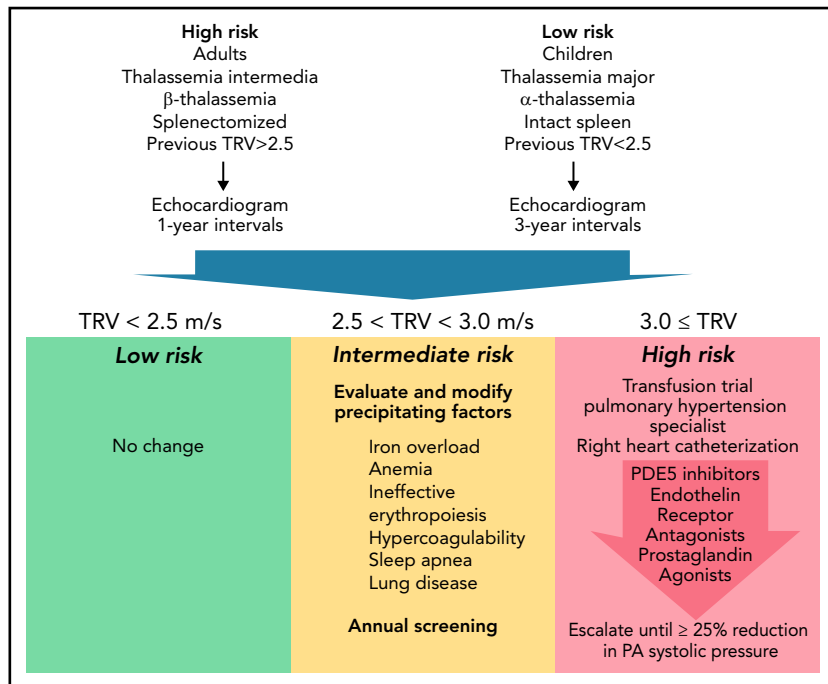 High risk
Adults
Thalassemia intermedia
β-thalassemia
Splenectomized
Previous TRV>2.5
Echocardiogram
1-year intervals
Low risk
Children
Thalassemia major
α-thalassemia
Intact spleen
Previous TRV<2.5
Echocardiogram
3-year intervals
TRV < 2.5 m/s
Low risk
No change
2.5 < TRV < 3.0 m/s
Intermediate risk
Evaluate and modify
precipitating factors
Iron overload
Anemia
Ineffective
erythropoiesis
Hypercoagulability
Sleep apnea
Lung disease
Annual screening
3.0 ≤ TRV
High risk
Transfusion trial
pulmonary hypertension
specialist
Right heart catheterization
PDE5 inhibitors
Endothelin
Receptor
Antagonists
Prostaglandin
Agonists
Escalate until ≥ 25% reduction
in PA systolic pressure